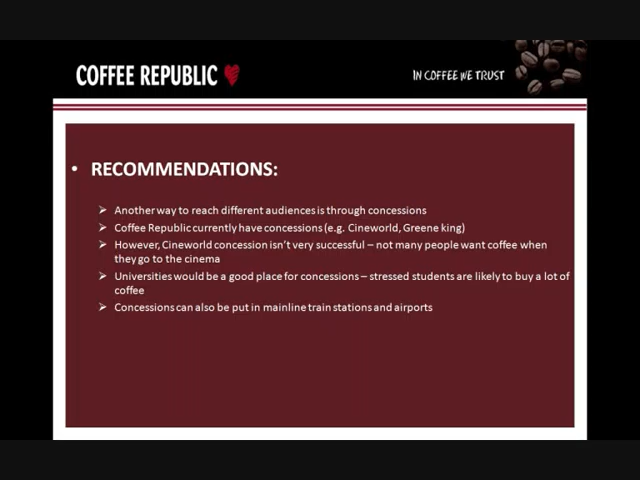 COFFEE REPUBLIC
IN COFFEE WE TRUST
• RECOMMENDATIONS:
➢ Another way to reach different audiences is through concessions
➢ Coffee Republic currently have concessions (e.g. Cineworld, Greene king)
➢ However, Cineworld concession isn't very successful – not many people want coffee when
they go to the cinema
➢ Universities would be a good place for concessions – stressed students are likely to buy a lot of
coffee
➢ Concessions can also be put in mainline train stations and airports